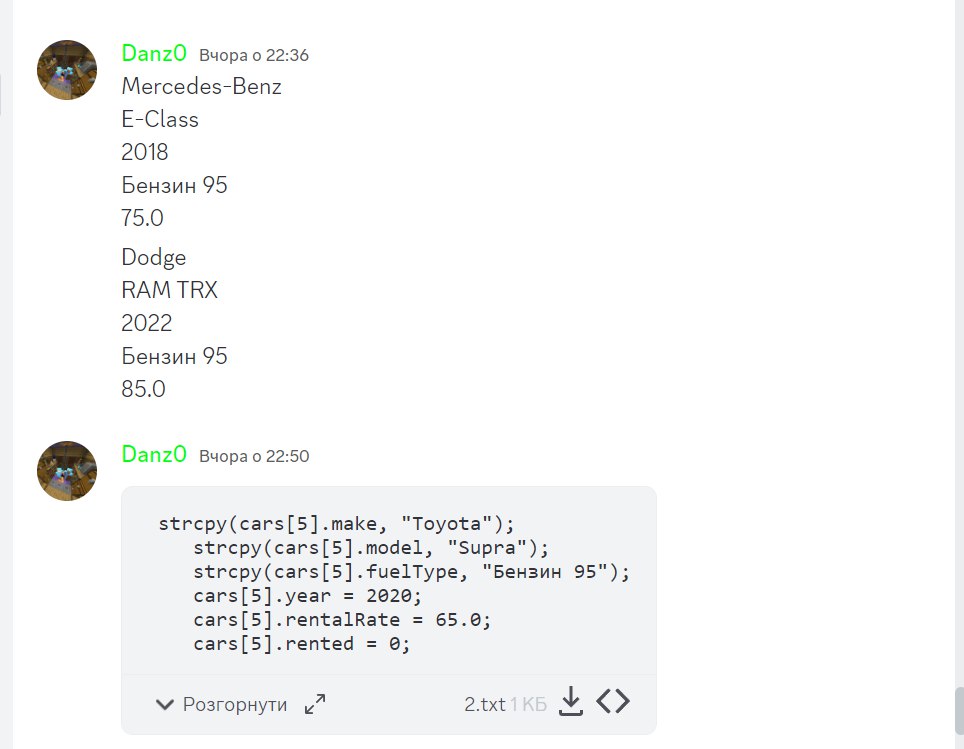 Danz0 Вчора о 22:36
Mercedes-Benz
E-Class
2018
Бензин 95
75.0
Dodge
RAM TRX
2022
Бензин 95
85.0
Danz0 Вчора о 22:50
strcpy(cars[5].make, "Toyota");
strcpy(cars[5].model, "Supra");
strcpy(cars[5].fuelType, "Бензин 95");
cars[5].year = 2020;
cars[5].rentalRate = 65.0;
cars[5].rented = 0;
Розгорнути 2.txt 1 КБ